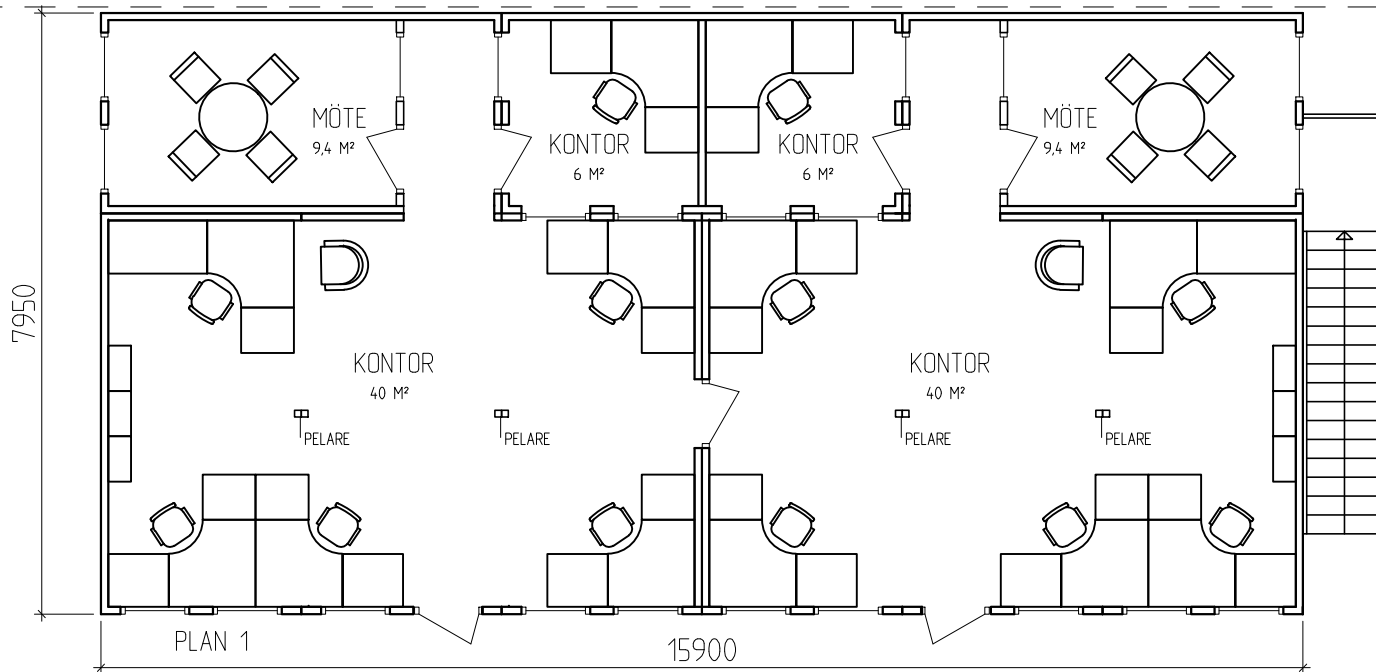 MÖTE
9,4 M²
KONTOR
6 M²
KONTOR
6 M²
MÖTE
9,4 M²
7950
KONTOR
40 M²
KONTOR
40 M²
PELARE
PELARE
PELARE
PELARE
PLAN 1
15900